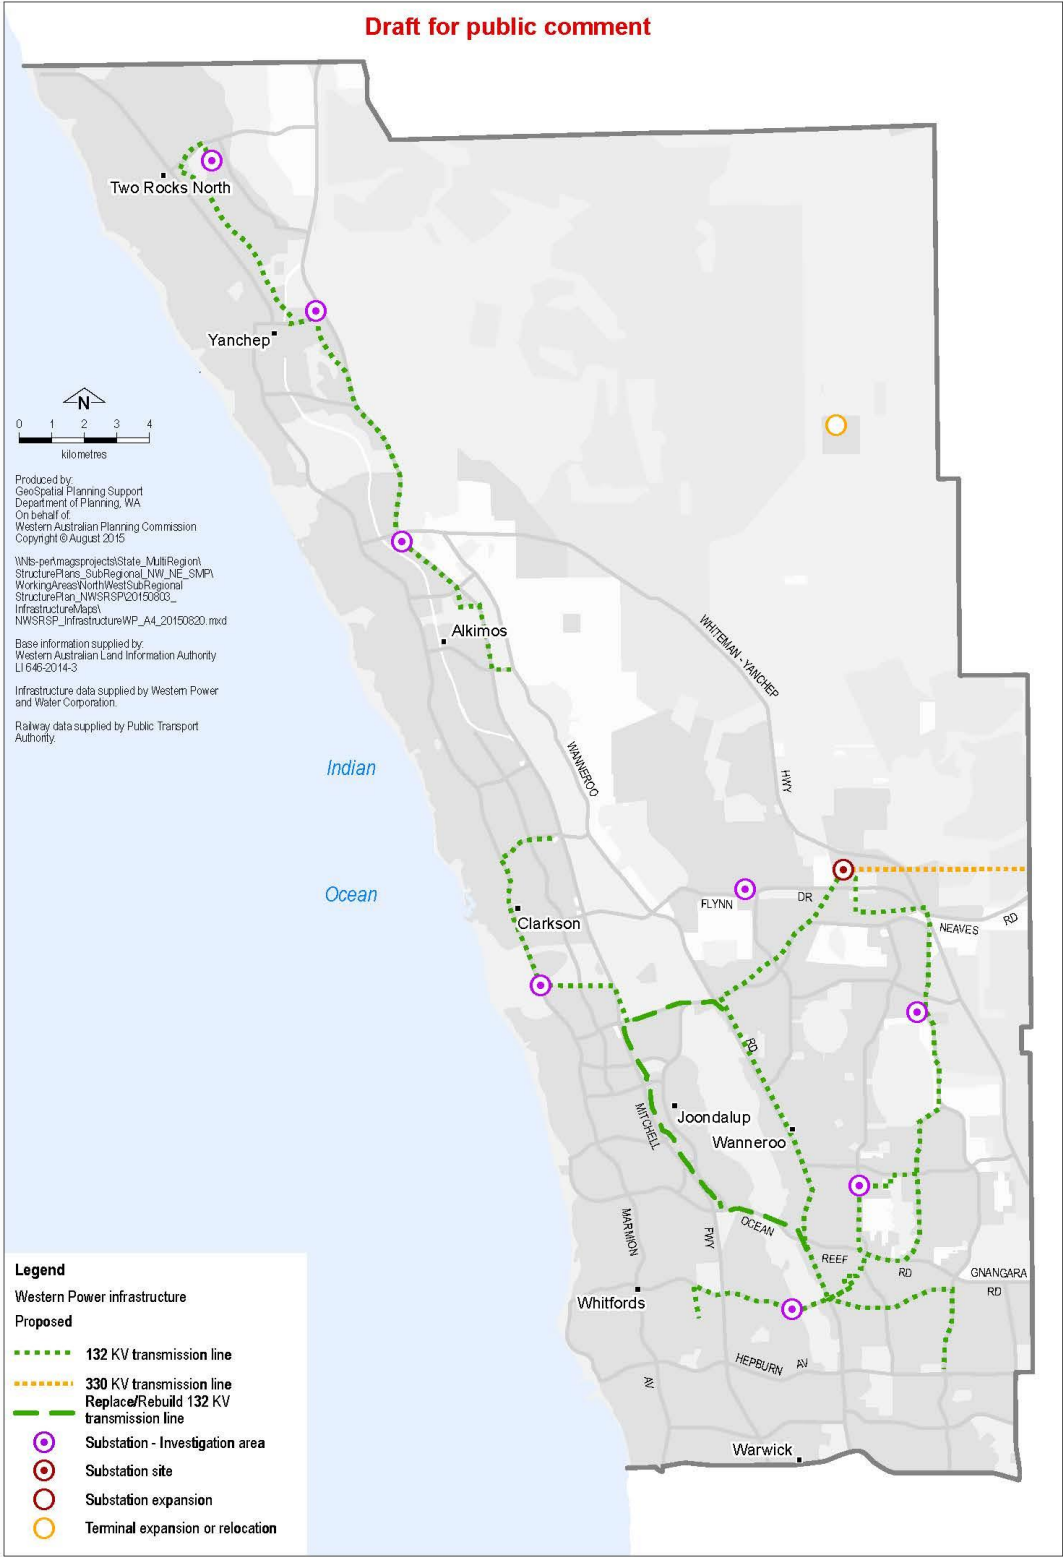 Draft for public comment
Two Rocks North
Yanchep
N
0 1 2 3 4
kilometres
Produced by:
GeoSpatial Planning Support
Department of Planning, WA
On behalf of:
Western Australian Planning Commission
Copyright © August 2015
\\Nts-per\magsprojects\State_MultiRegion\
StructurePlans_SubRegional_NW_NE_SMP\
WorkingAreas\NorthWestSubRegional
StructurePlan_NWSRSP\20150803_
InfrastructureMaps\
NWSRSP_InfrastructureWP_A4_20150820.mxd
Base information supplied by:
Western Australian Land Information Authority
LI 646-2014-3
Infrastructure data supplied by Western Power
and Water Corporation.
Railway data supplied by Public Transport
Authority.
Alkimos
WHITEMAN - YANCHEP
HWY
WANNEROO
Indian
Ocean
FLYNN
DR
NEAVES
RD
Clarkson
RD
Joondalup
Wanneroo
MITCHELL
MARMION
FWY
OCEAN
REEF
RD
GNANGARA
RD
Whitfords
HEPBURN
AV
AV
Warwick
Legend
Western Power infrastructure
Proposed
132 KV transmission line
330 KV transmission line
Replace/Rebuild 132 KV
transmission line
Substation - Investigation area
Substation site
Substation expansion
Terminal expansion or relocation